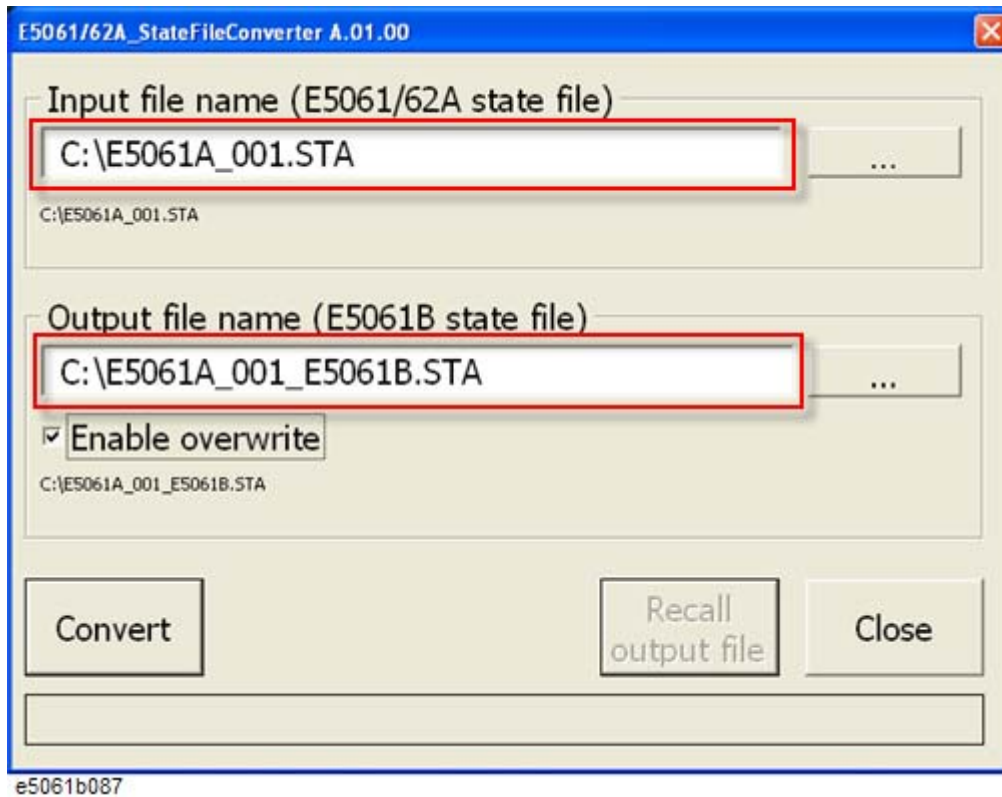 E5061/62A_StateFileConverter A.01.00
Input file name (E5061/62A state file)
C:\E5061A_001.STA
...
C:\E5061A_001.STA
Output file name (E5061B state file)
C:\E5061A_001_E5061B.STA
...
Enable overwrite
C:\E5061A_001_E5061B.STA
Convert
Recall
output file
Close
e5061b087